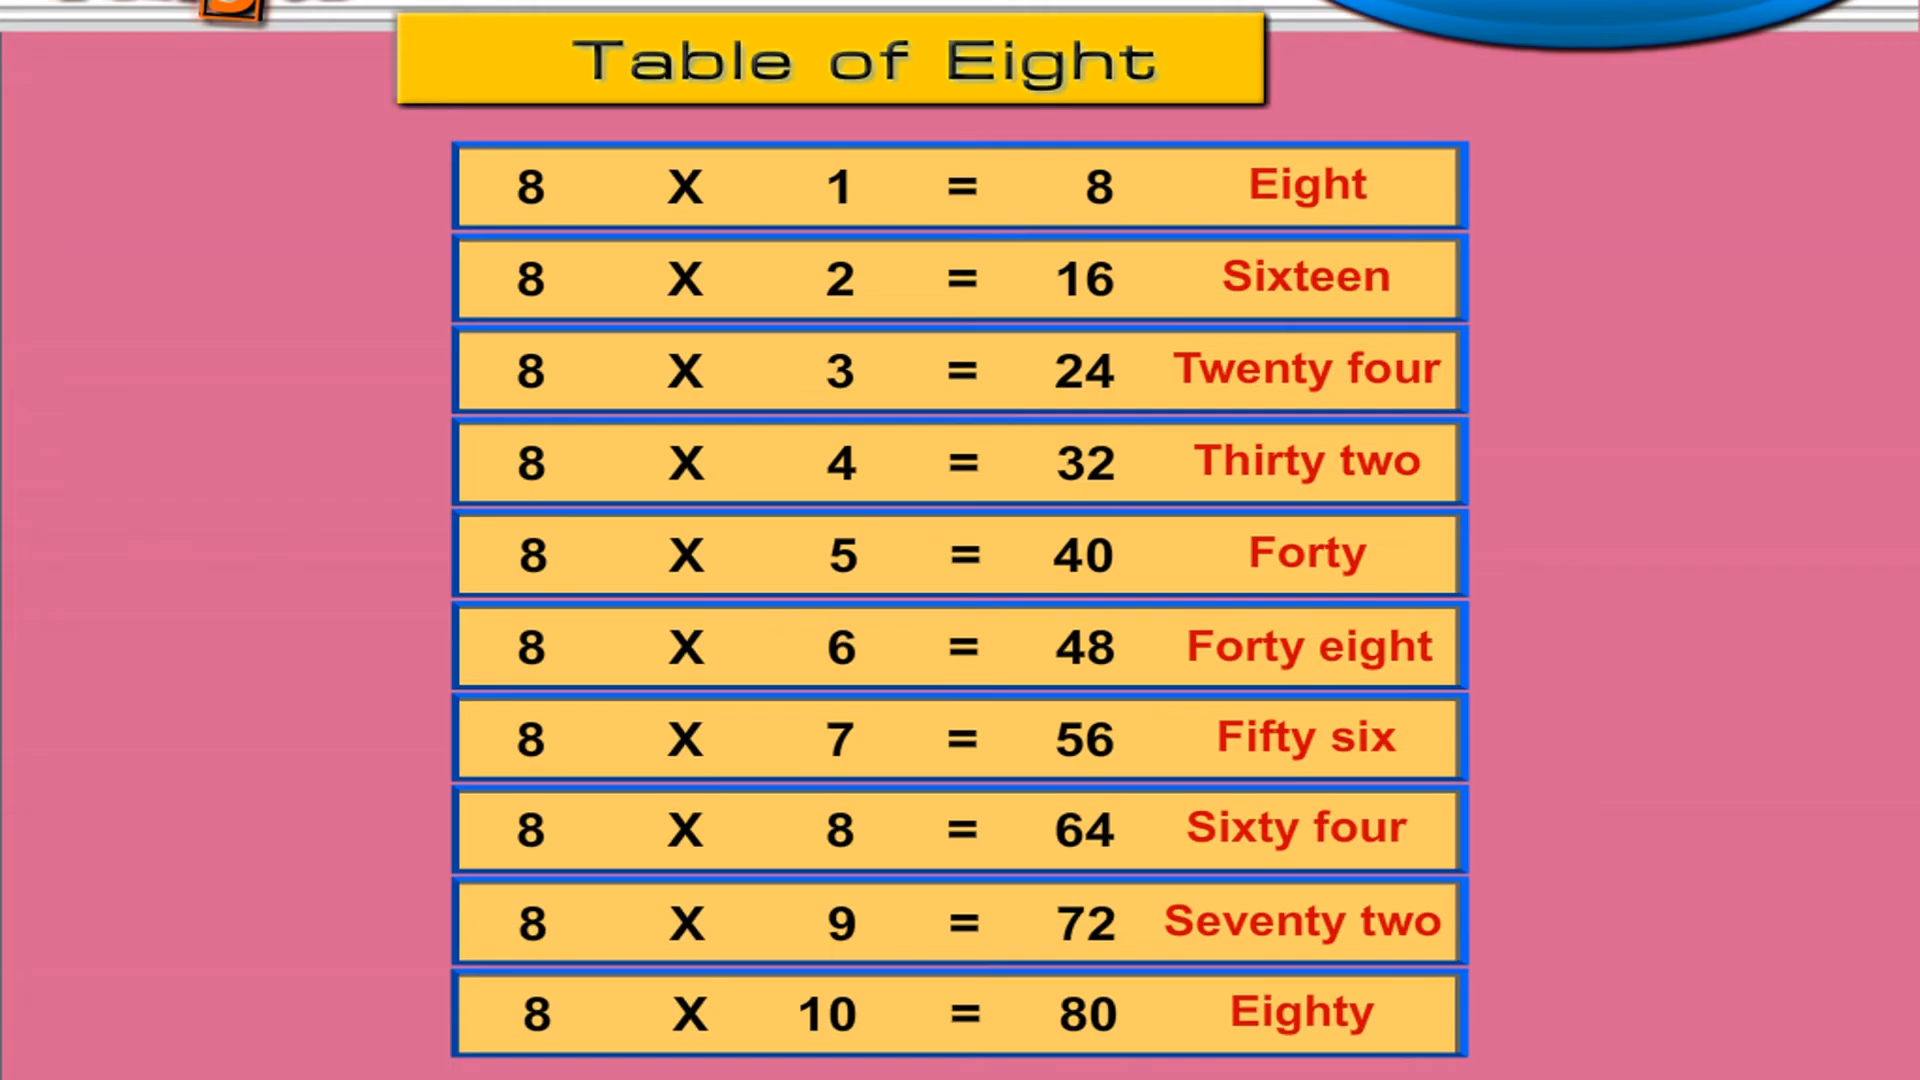 Table of Eight
8 X 1 = 8 Eight
8 X 2 = 16 Sixteen
8 X 3 = 24 Twenty four
8 X 4 = 32 Thirty two
8 X 5 = 40 Forty
8 X 6 = 48 Forty eight
8 X 7 = 56 Fifty six
8 X 8 = 64 Sixty four
8 X 9 = 72 Seventy two
8 X 10 = 80 Eighty